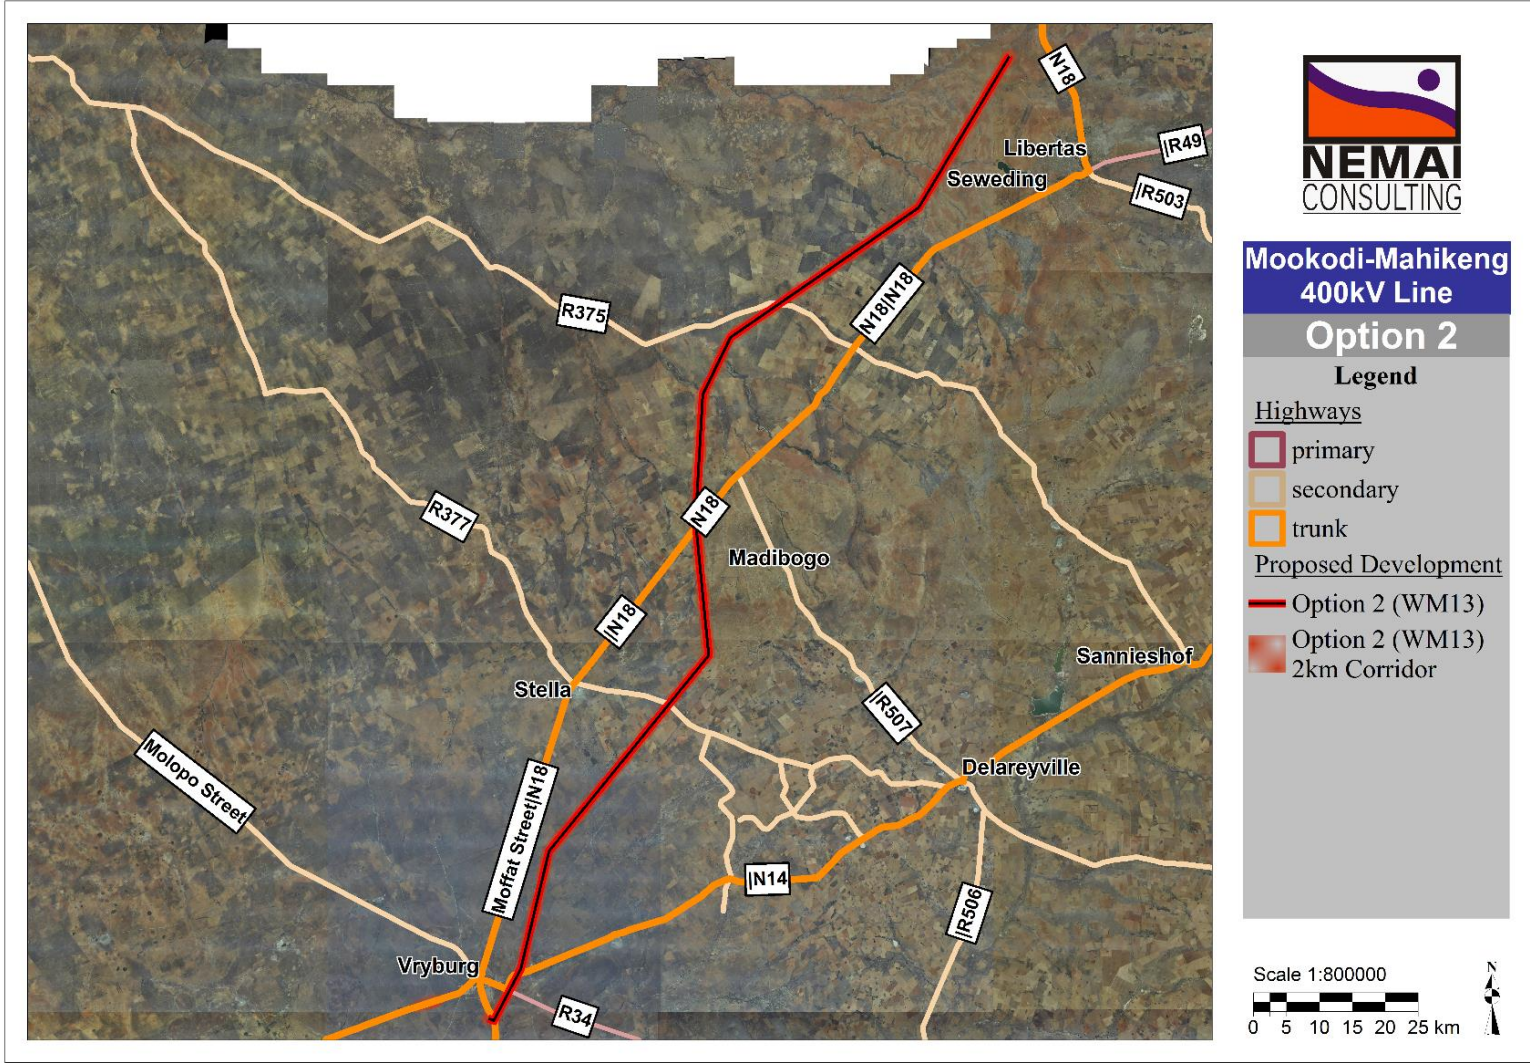 N18
Libertas
|R49
Seweding
|R503
N18|N18
R375
N18
R377
Madibogo
|N18
Sannieshof
Stella
|R507
Molopo Street
Moffat Street|N18
Delareyville
|N14
|R506
Vryburg
R34
NEMAI
CONSULTING
Mookodi-Mahikeng
400kV Line
Option 2
Legend
Highways
primary
secondary
trunk
Proposed Development
Option 2 (WM13)
Option 2 (WM13)
2km Corridor
Scale 1:800000
0 5 10 15 20 25 km
N